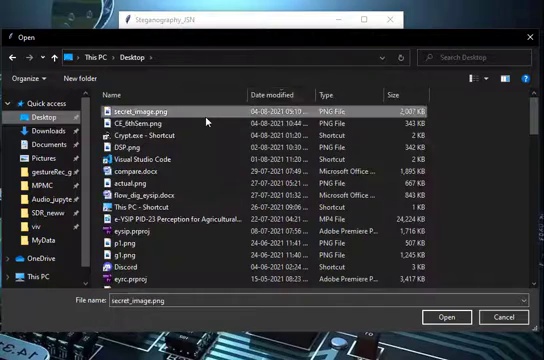 Steganography_JSN
Open
This PC > Desktop >
Search Desktop
Organize New folder
Name Date modified Type Size
Quick access
Desktop
Downloads
Documents
Pictures
gestureRec_g
MPMC
Audio_jupyte
SDR_neww
viv
MyData
OneDrive
This PC
secret_image.png 04-08-2021 05:10 ... PNG File 2,007 KB
CE_6thSem.png 04-08-2021 10:44 ... PNG File 343 KB
Crypt.exe - Shortcut 04-08-2021 01:20 ... Shortcut 2 KB
DSP.png 02-08-2021 10:30 ... PNG File 342 KB
Visual Studio Code 01-08-2021 11:20 ... Shortcut 2 KB
compare.docx 29-07-2021 07:49 ... Microsoft Office ... 1,895 KB
actual.png 27-07-2021 05:21 ... PNG File 667 KB
flow_dig_eysip.docx 27-07-2021 02:29 ... Microsoft Office ... 843 KB
This PC - Shortcut 26-07-2021 09:06 ... Shortcut 1 KB
e-YSIP PID-23 Perception for Agricultural... 22-07-2021 04:21 ... MP4 File 24,224 KB
eysip.prproj 08-07-2021 07:56 ... Adobe Premiere P... 1,716 KB
p1.png 24-06-2021 11:41 ... PNG File 507 KB
g1.png 24-06-2021 11:40 ... PNG File 1,245 KB
Discord 04-06-2021 02:24 ... Shortcut 3 KB
eyrc.prproj 15-05-2021 08:23 ... Adobe Premiere P... 3,417 KB
File name: secret_image.png
Open Cancel